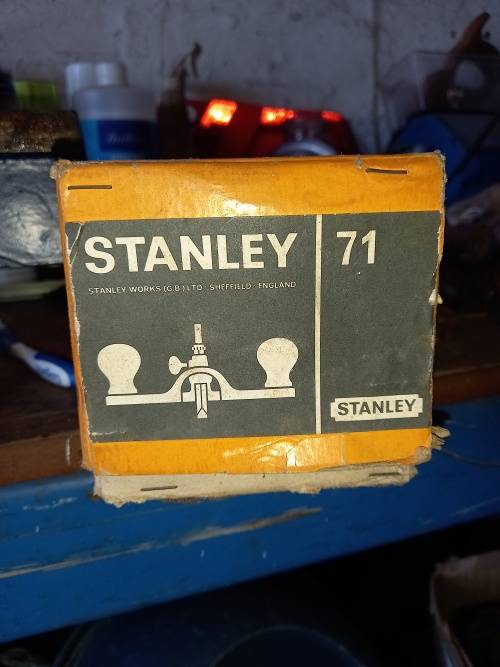 STANLEY
71
STANLEY WORKS (G.B.) LTD SHEFFIELD ENGLAND
STANLEY